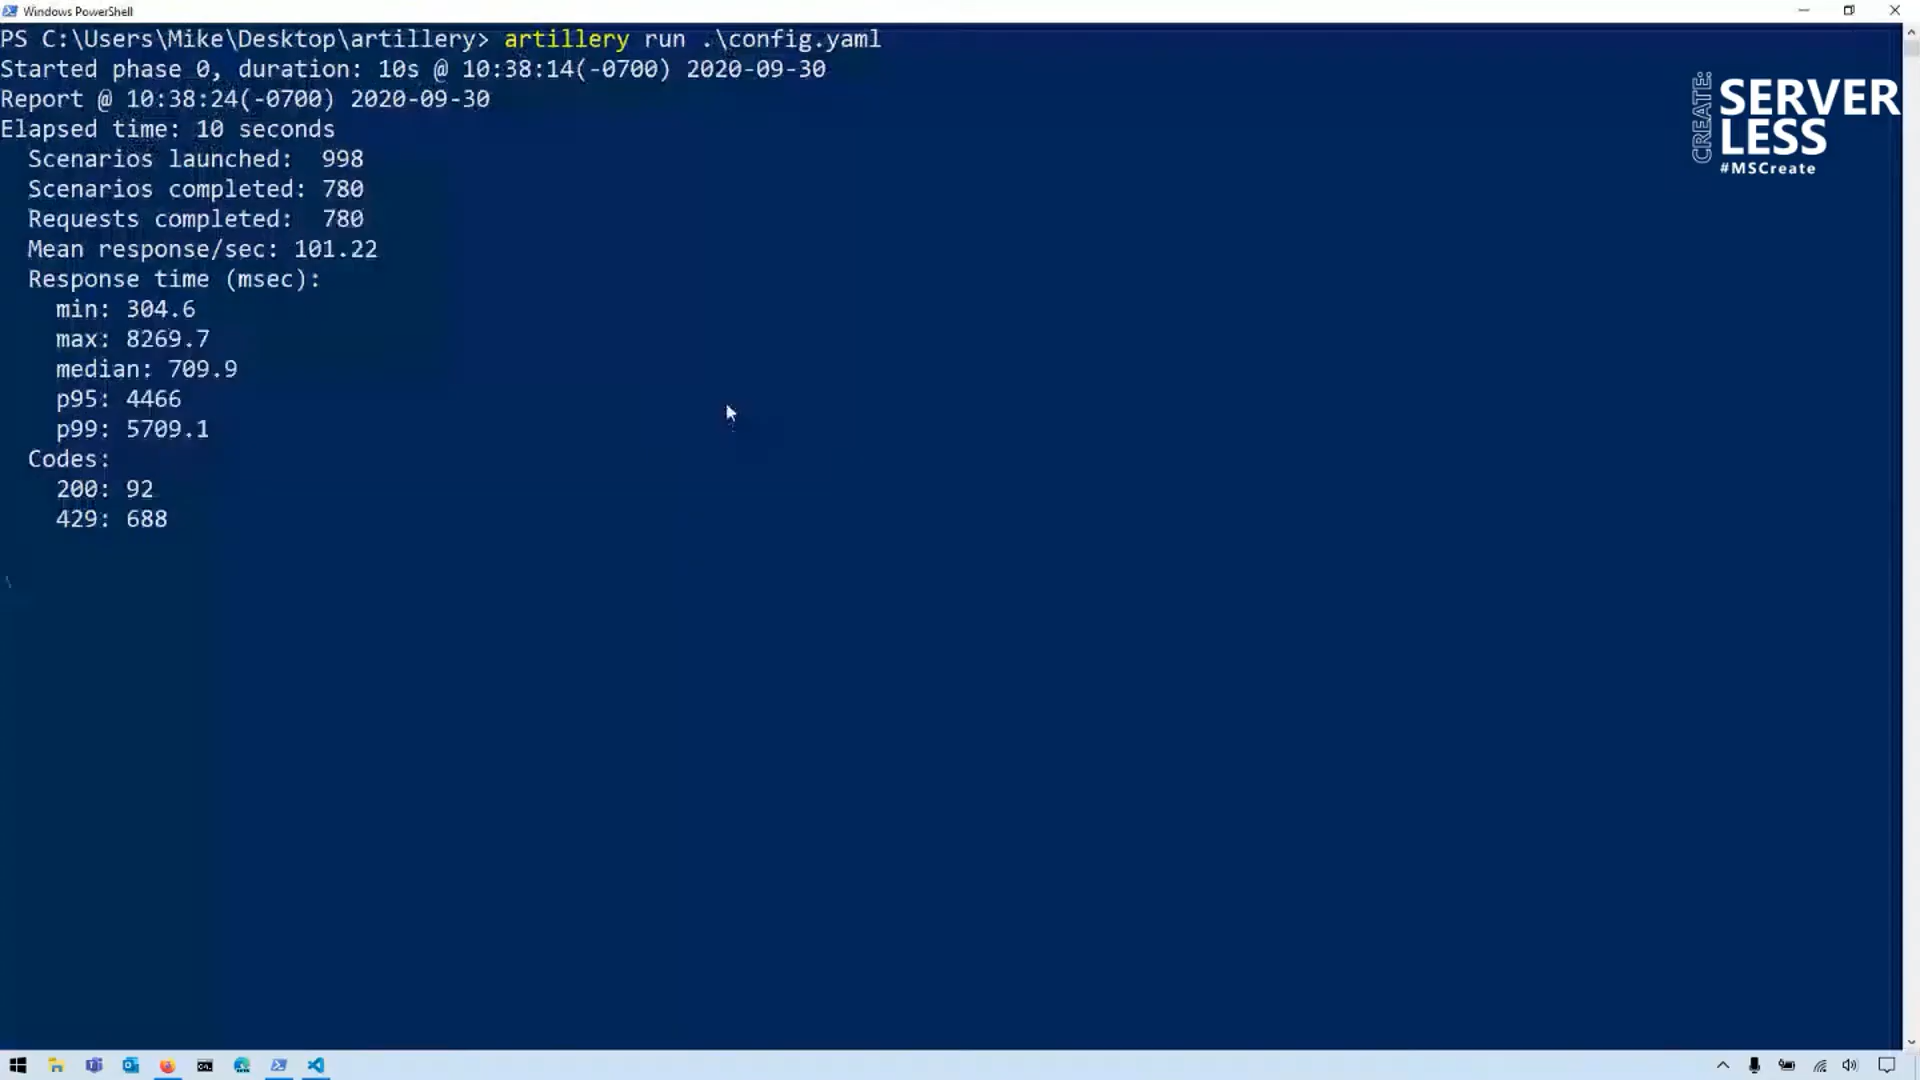 Windows PowerShell
PS C:\Users\Mike\Desktop\artillery> artillery run .\config.yaml
Started phase 0, duration: 10s @ 10:38:14(-0700) 2020-09-30
Report @ 10:38:24(-0700) 2020-09-30
Elapsed time: 10 seconds
Scenarios launched: 998
Scenarios completed: 780
Requests completed: 780
Mean response/sec: 101.22
Response time (msec):
min: 304.6
max: 8269.7
median: 709.9
p95: 4466
p99: 5709.1
Codes:
200: 92
429: 688
\
CREATE:
SERVER
LESS
#MSCreate